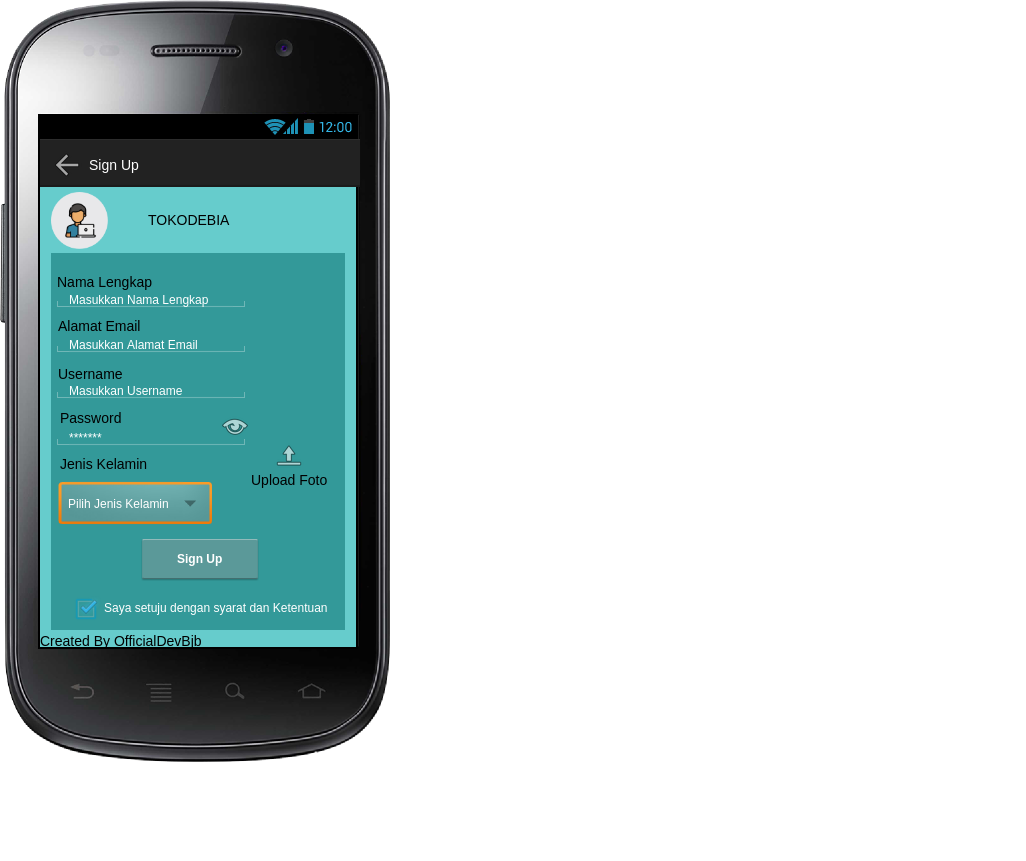 12:00
Sign Up
TOKODEBIA
Nama Lengkap
Masukkan Nama Lengkap
Alamat Email
Masukkan Alamat Email
Username
Masukkan Username
Password
*******
Jenis Kelamin
Upload Foto
Pilih Jenis Kelamin
Sign Up
Saya setuju dengan syarat dan Ketentuan
Created By OfficialDevBjb